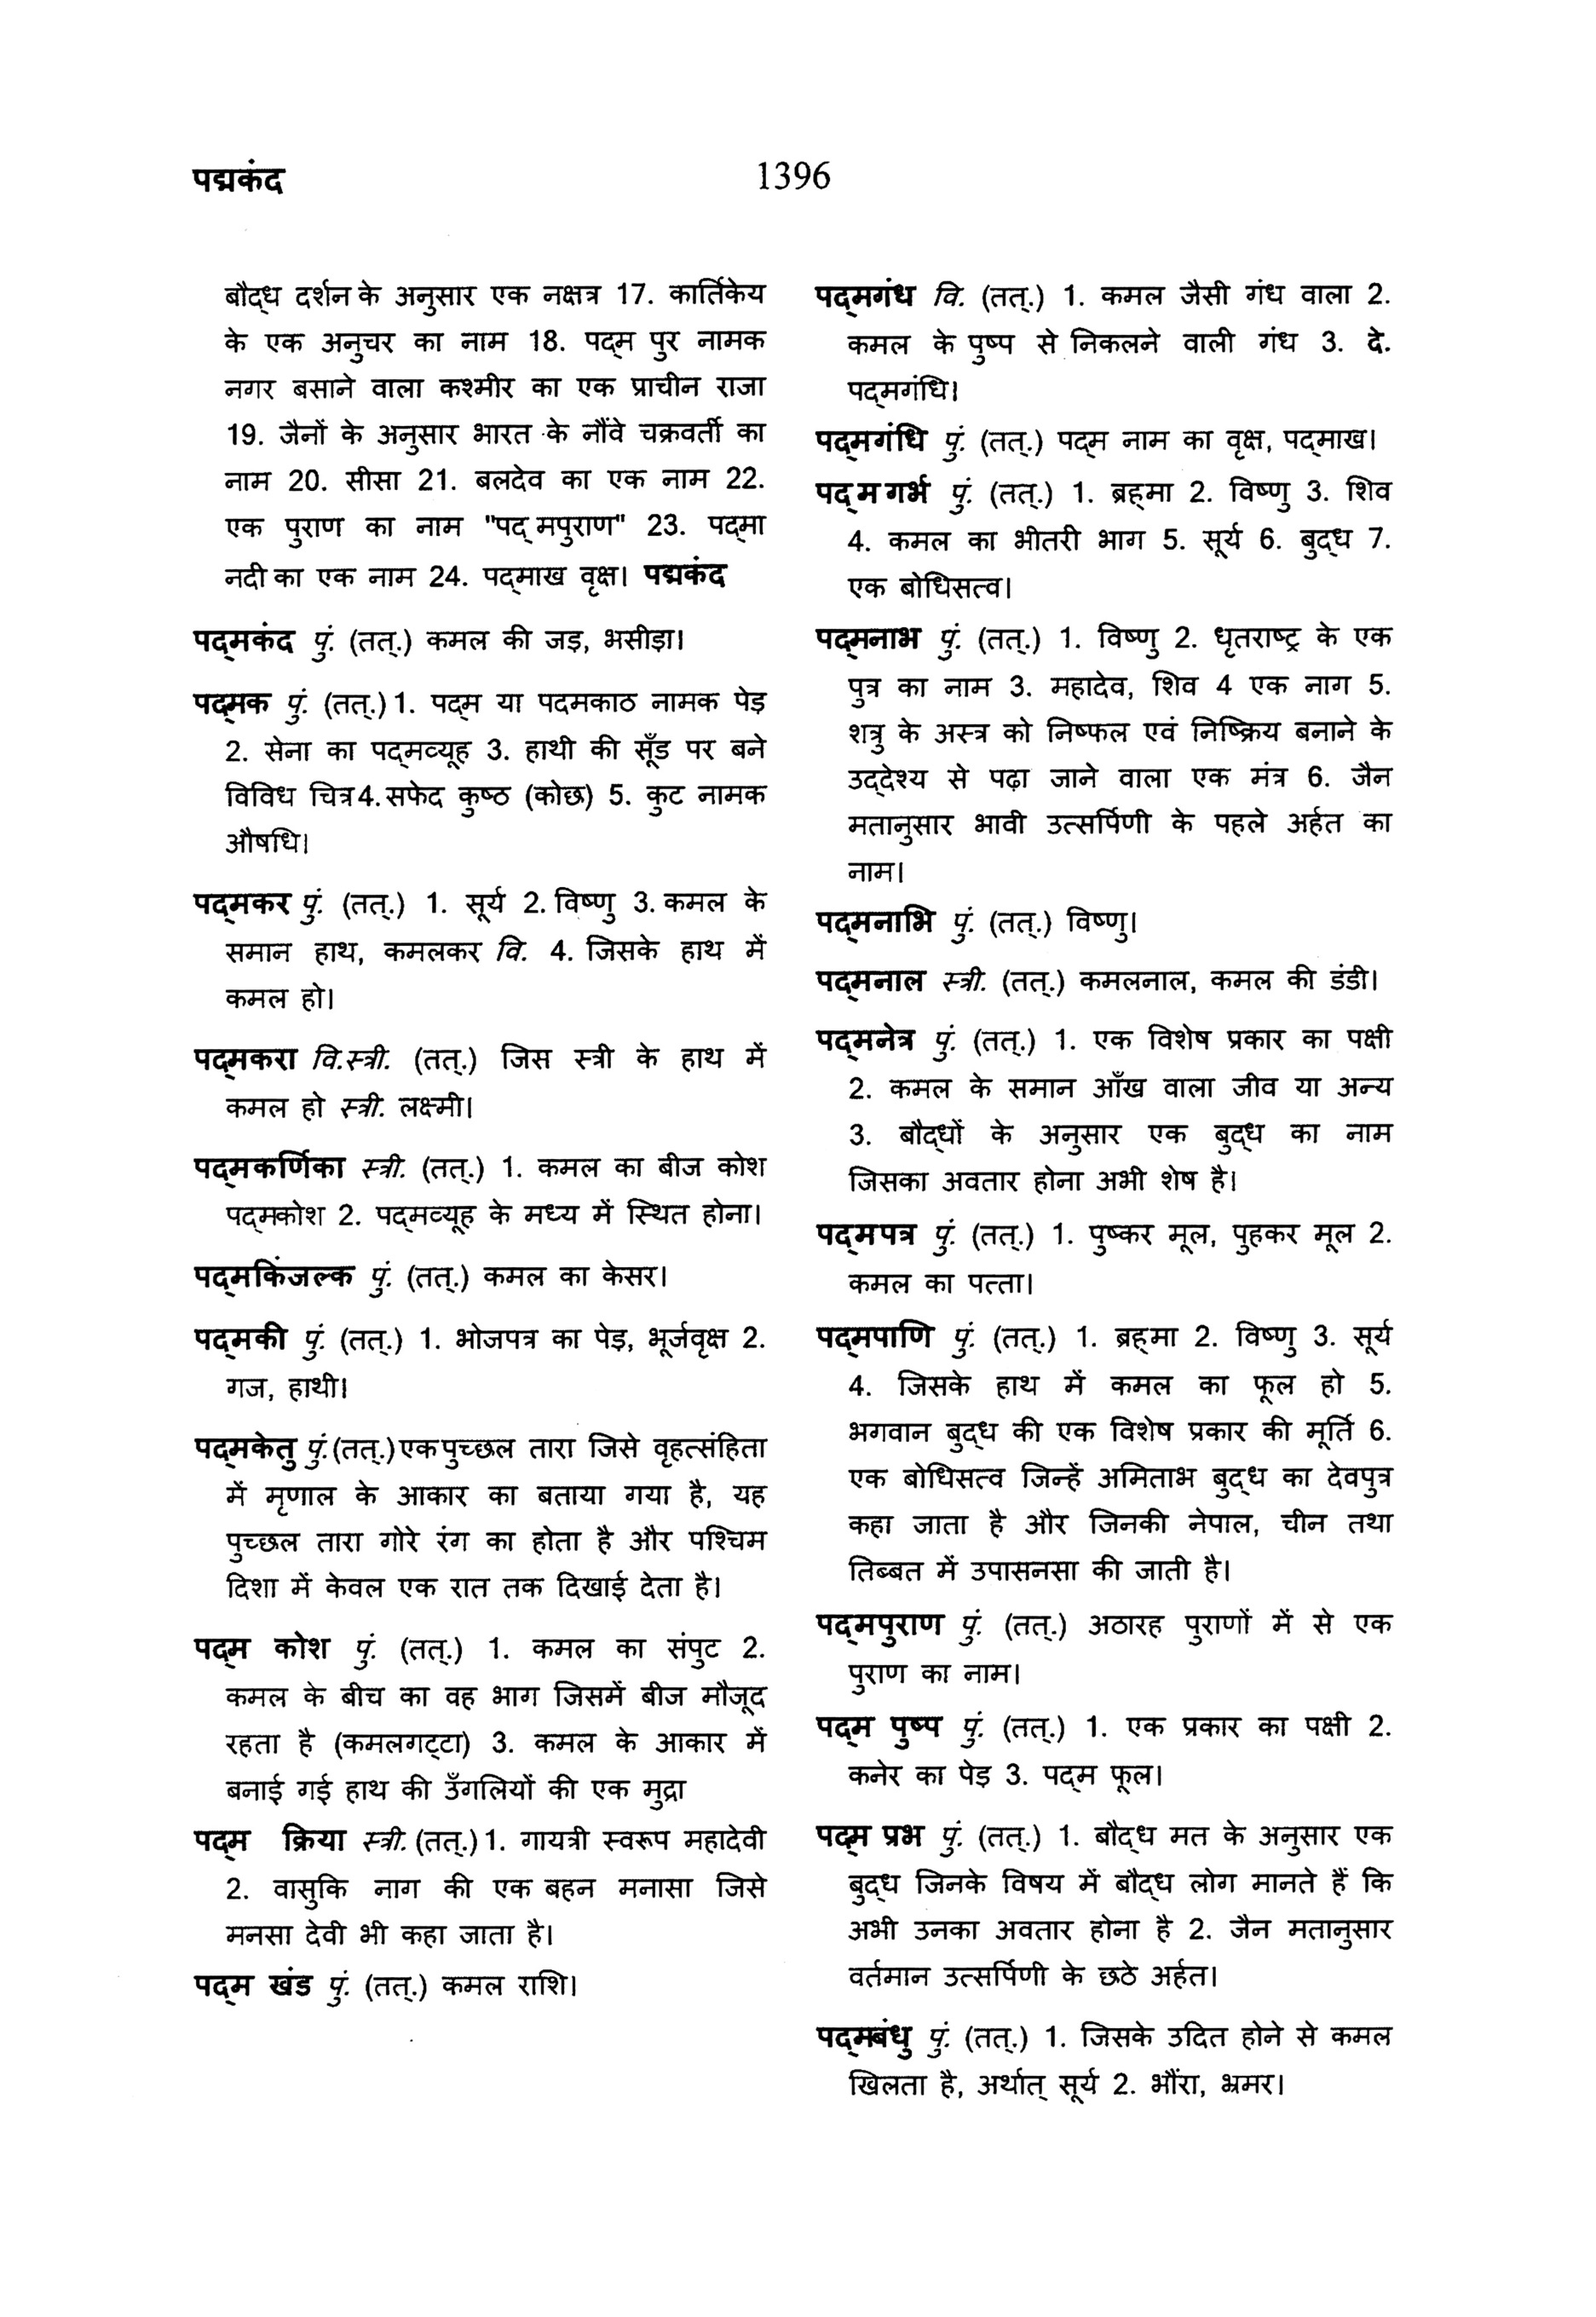 पद्मकंद
1396
बौद्ध दर्शन के अनुसार एक नक्षत्र 17. कार्तिकेय
के एक अनुचर का नाम 18. पद्म पुर नामक
नगर बसाने वाला कश्मीर का एक प्राचीन राजा
19. जैनों के अनुसार भारत के नौंवे चक्रवर्ती का
नाम 20. सीसा 21. बलदेव का एक नाम 22.
एक पुराण का नाम "पद्मपुराण" 23. पद्मा
नदी का एक नाम 24. पद्माख वृक्ष। पद्मकंद
पद्मकंद पुं. (तत्.) कमल की जड़, भसीड़ा।
पद्मक पुं. (तत्.) 1. पद्म या पदमकाठ नामक पेड़
2. सेना का पद्मव्यूह 3. हाथी की सूँड पर बने
विविध चित्र 4. सफेद कुष्ठ (कोछ) 5. कुट नामक
औषधि।
पद्मकर पुं. (तत्.) 1. सूर्य 2. विष्णु 3. कमल के
समान हाथ, कमलकर वि. 4. जिसके हाथ में
कमल हो।
पद्मकरा वि.स्त्री. (तत्.) जिस स्त्री के हाथ में
कमल हो स्त्री. लक्ष्मी।
पद्मकर्णिका स्त्री. (तत्.) 1. कमल का बीज कोश
पद्मकोश 2. पद्मव्यूह के मध्य में स्थित होना।
पद्मकिंजल्क पुं. (तत्.) कमल का केसर।
पद्मकी पुं. (तत्.) 1. भोजपत्र का पेड़, भूर्जवृक्ष 2.
गज, हाथी।
पद्मकेतु पुं. (तत्.) एक पुच्छल तारा जिसे वृहत्संहिता
में मृणाल के आकार का बताया गया है, यह
पुच्छल तारा गोरे रंग का होता है और पश्चिम
दिशा में केवल एक रात तक दिखाई देता है।
पद्म कोश पुं. (तत्.) 1. कमल का संपुट 2.
कमल के बीच का वह भाग जिसमें बीज मौजूद
रहता है (कमलगट्टा) 3. कमल के आकार में
बनाई गई हाथ की उँगलियों की एक मुद्रा
पद्म क्रिया स्त्री. (तत्.) 1. गायत्री स्वरूप महादेवी
2. वासुकि नाग की एक बहन मनासा जिसे
मनसा देवी भी कहा जाता है।
पद्म खंड पुं. (तत्.) कमल राशि।
पद्मगंध वि. (तत्.) 1. कमल जैसी गंध वाला 2.
कमल के पुष्प से निकलने वाली गंध 3. दे.
पद्मगंधि।
पद्मगंधि पुं. (तत्.) पद्म नाम का वृक्ष, पद्माख।
पद्मगर्भ पुं. (तत्.) 1. ब्रह्मा 2. विष्णु 3. शिव
4. कमल का भीतरी भाग 5. सूर्य 6. बुद्ध 7.
एक बोधिसत्व।
पद्मनाभ पुं. (तत्.) 1. विष्णु 2. धृतराष्ट्र के एक
पुत्र का नाम 3. महादेव, शिव 4 एक नाग 5.
शत्रु के अस्त्र को निष्फल एवं निष्क्रिय बनाने के
उद्देश्य से पढ़ा जाने वाला एक मंत्र 6. जैन
मतानुसार भावी उत्सर्पिणी के पहले अर्हत का
नाम।
पद्मनाभि पुं. (तत्.) विष्णु।
पद्मनाल स्त्री. (तत्.) कमलनाल, कमल की डंडी।
पद्मनेत्र पुं. (तत्.) 1. एक विशेष प्रकार का पक्षी
2. कमल के समान आँख वाला जीव या अन्य
3. बौद्धों के अनुसार एक बुद्ध का नाम
जिसका अवतार होना अभी शेष है।
पद्मपत्र पुं. (तत्.) 1. पुष्कर मूल, पुहकर मूल 2.
कमल का पत्ता।
पद्मपाणि पुं. (तत्.) 1. ब्रह्मा 2. विष्णु 3. सूर्य
4. जिसके हाथ में कमल का फूल हो 5.
भगवान बुद्ध की एक विशेष प्रकार की मूर्ति 6.
एक बोधिसत्व जिन्हें अमिताभ बुद्ध का देवपुत्र
कहा जाता है और जिनकी नेपाल, चीन तथा
तिब्बत में उपासनसा की जाती है।
पद्मपुराण पुं. (तत्.) अठारह पुराणों में से एक
पुराण का नाम।
पद्म पुष्प पुं. (तत्.) 1. एक प्रकार का पक्षी 2.
कनेर का पेड़ 3. पद्म फूल।
पद्म प्रभ पुं. (तत्.) 1. बौद्ध मत के अनुसार एक
बुद्ध जिनके विषय में बौद्ध लोग मानते हैं कि
अभी उनका अवतार होना है 2. जैन मतानुसार
वर्तमान उत्सर्पिणी के छठे अर्हत।
पद्मबंधु पुं. (तत्.) 1. जिसके उदित होने से कमल
खिलता है, अर्थात् सूर्य 2. भौंरा, भ्रमर।